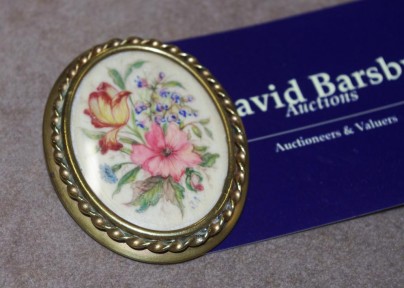 avid Barsb
Auctions
Auctioneers & Valuers